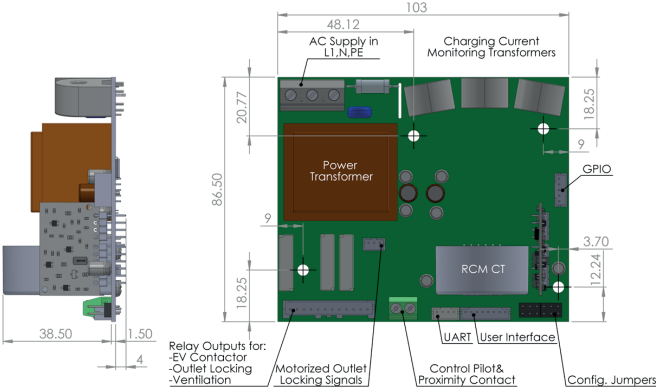 103
48.12
AC Supply in
L1,N,PE
Charging Current
Monitoring Transformers
20.77
18.25
86.50
9
Power
Transformer
GPIO
9
3.70
RCM CT
12.24
18.25
38.50
1.50
4
UART
User Interface
Relay Outputs for:
-EV Contactor
-Outlet Locking
-Ventilation
Motorized Outlet
Locking Signals
Control Pilot&
Proximity Contact
Config. Jumpers